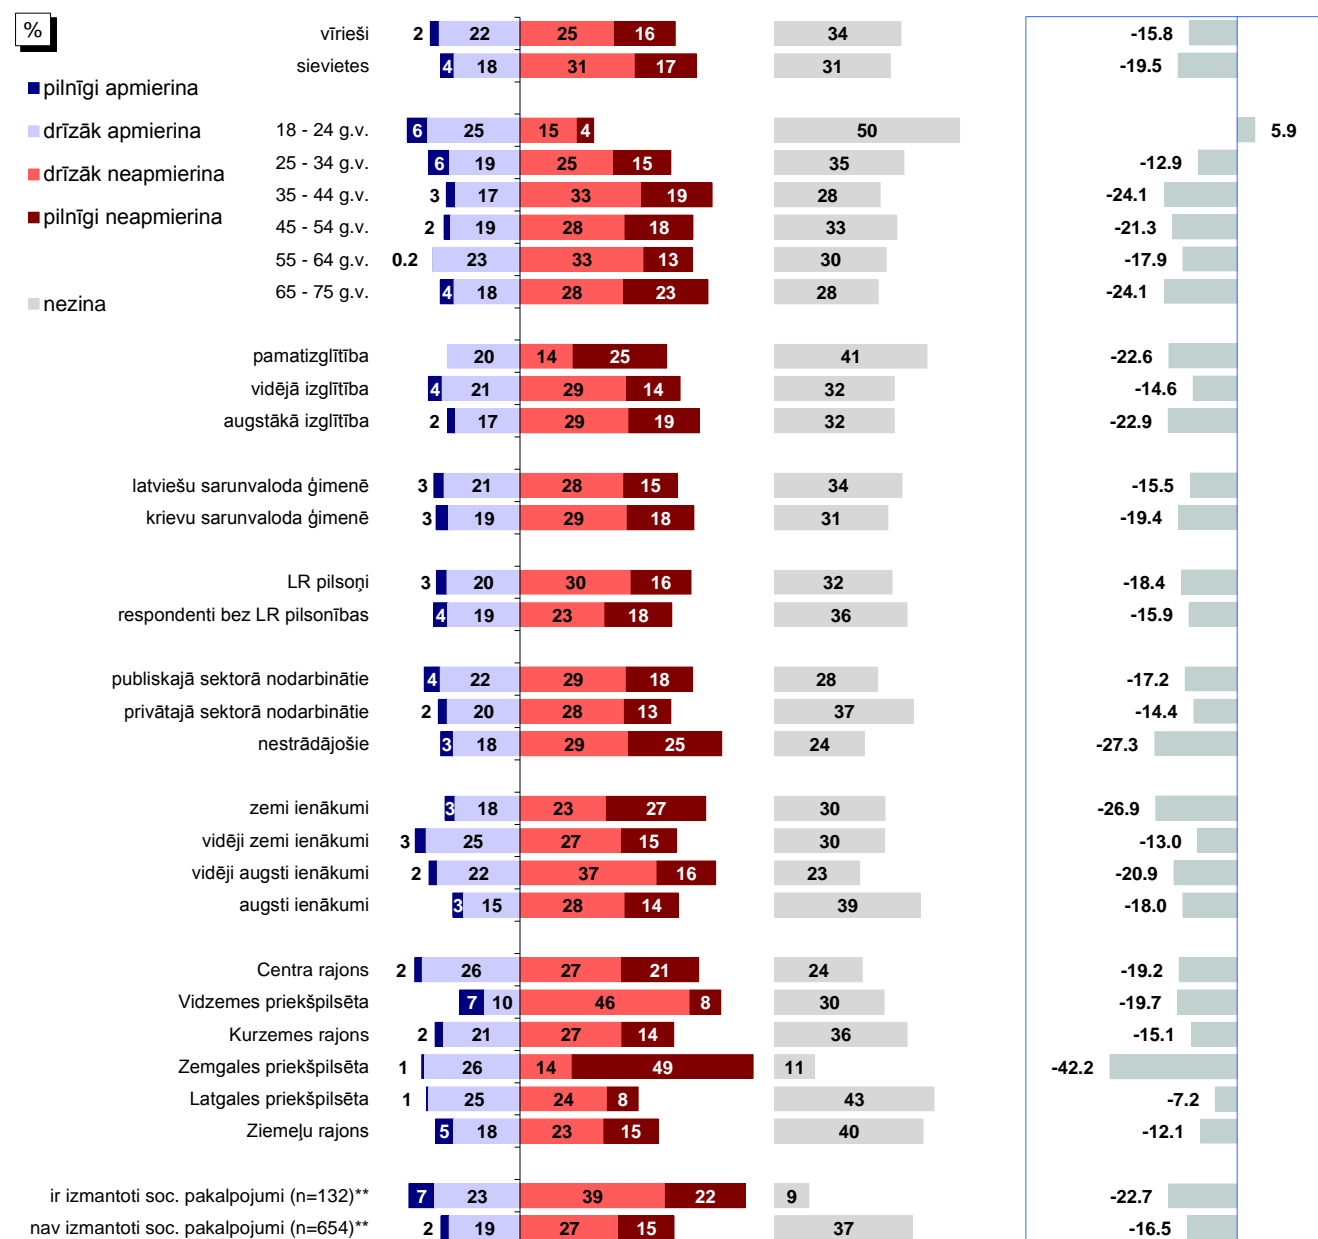 %
pilnīgi apmierina
drīzāk apmierina
drīzāk neapmierina
pilnīgi neapmierina
nezina
vīrieši 2 22 25 16 34 -15.8
sievietes 4 18 31 17 31 -19.5
18 - 24 g.v. 6 25 15 4 50 5.9
25 - 34 g.v. 6 19 25 15 35 -12.9
35 - 44 g.v. 3 17 33 19 28 -24.1
45 - 54 g.v. 2 19 28 18 33 -21.3
55 - 64 g.v. 0.2 23 33 13 30 -17.9
65 - 75 g.v. 4 18 28 23 28 -24.1
pamatizglītība 20 14 25 41 -22.6
vidējā izglītība 4 21 29 14 32 -14.6
augstākā izglītība 2 17 29 19 32 -22.9
latviešu sarunvaloda ģimenē 3 21 28 15 34 -15.5
krievu sarunvaloda ģimenē 3 19 29 18 31 -19.4
LR pilsoņi 3 20 30 16 32 -18.4
respondenti bez LR pilsonības 4 19 23 18 36 -15.9
publiskajā sektorā nodarbinātie 4 22 29 18 28 -17.2
privātajā sektorā nodarbinātie 2 20 28 13 37 -14.4
nestrādājošie 3 18 29 25 24 -27.3
zemi ienākumi 3 18 23 27 30 -26.9
vidēji zemi ienākumi 3 25 27 15 30 -13.0
vidēji augsti ienākumi 2 22 37 16 23 -20.9
augsti ienākumi 3 15 28 14 39 -18.0
Centra rajons 2 26 27 21 24 -19.2
Vidzemes priekšpilsēta 7 10 46 8 30 -19.7
Kurzemes rajons 2 21 27 14 36 -15.1
Zemgales priekšpilsēta 1 26 14 49 11 -42.2
Latgales priekšpilsēta 1 25 24 8 43 -7.2
Ziemeļu rajons 5 18 23 15 40 -12.1
ir izmantoti soc. pakalpojumi (n=132)** 7 23 39 22 9 -22.7
nav izmantoti soc. pakalpojumi (n=654)** 2 19 27 15 37 -16.5